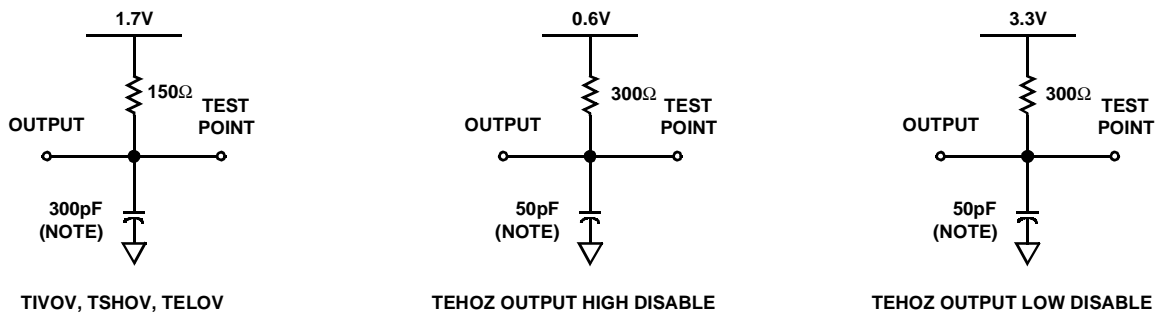 1.7V
150Ω
TEST
POINT
OUTPUT
300pF
(NOTE)
TIVOV, TSHOV, TELOV
0.6V
300Ω
TEST
POINT
OUTPUT
50pF
(NOTE)
TEHOZ OUTPUT HIGH DISABLE
3.3V
300Ω
TEST
POINT
OUTPUT
50pF
(NOTE)
TEHOZ OUTPUT LOW DISABLE